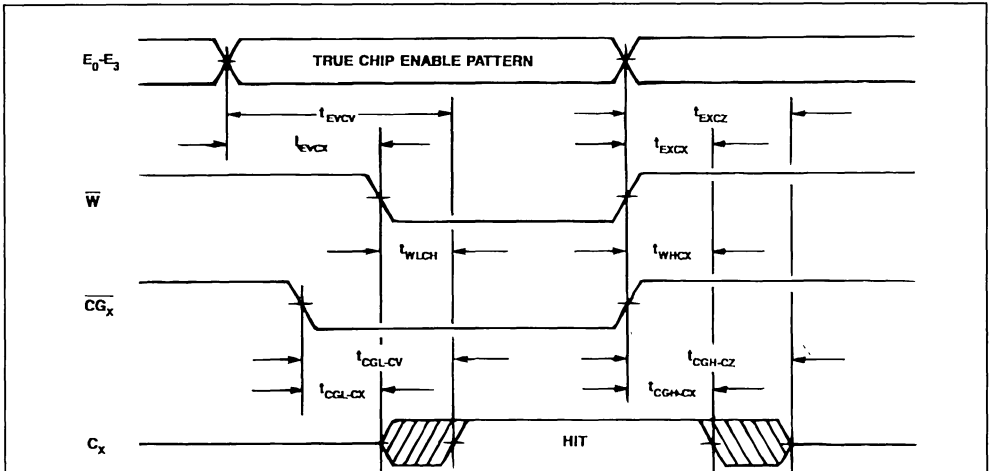 E0-E3
TRUE CHIP ENABLE PATTERN
tEVCV
tEXCZ
tEVCX
tEXCX
W
tWLCH
tWHCX
CGX
tCGL-CV
tCGH-CZ
tCGL-CX
tCGH-CX
CX
HIT